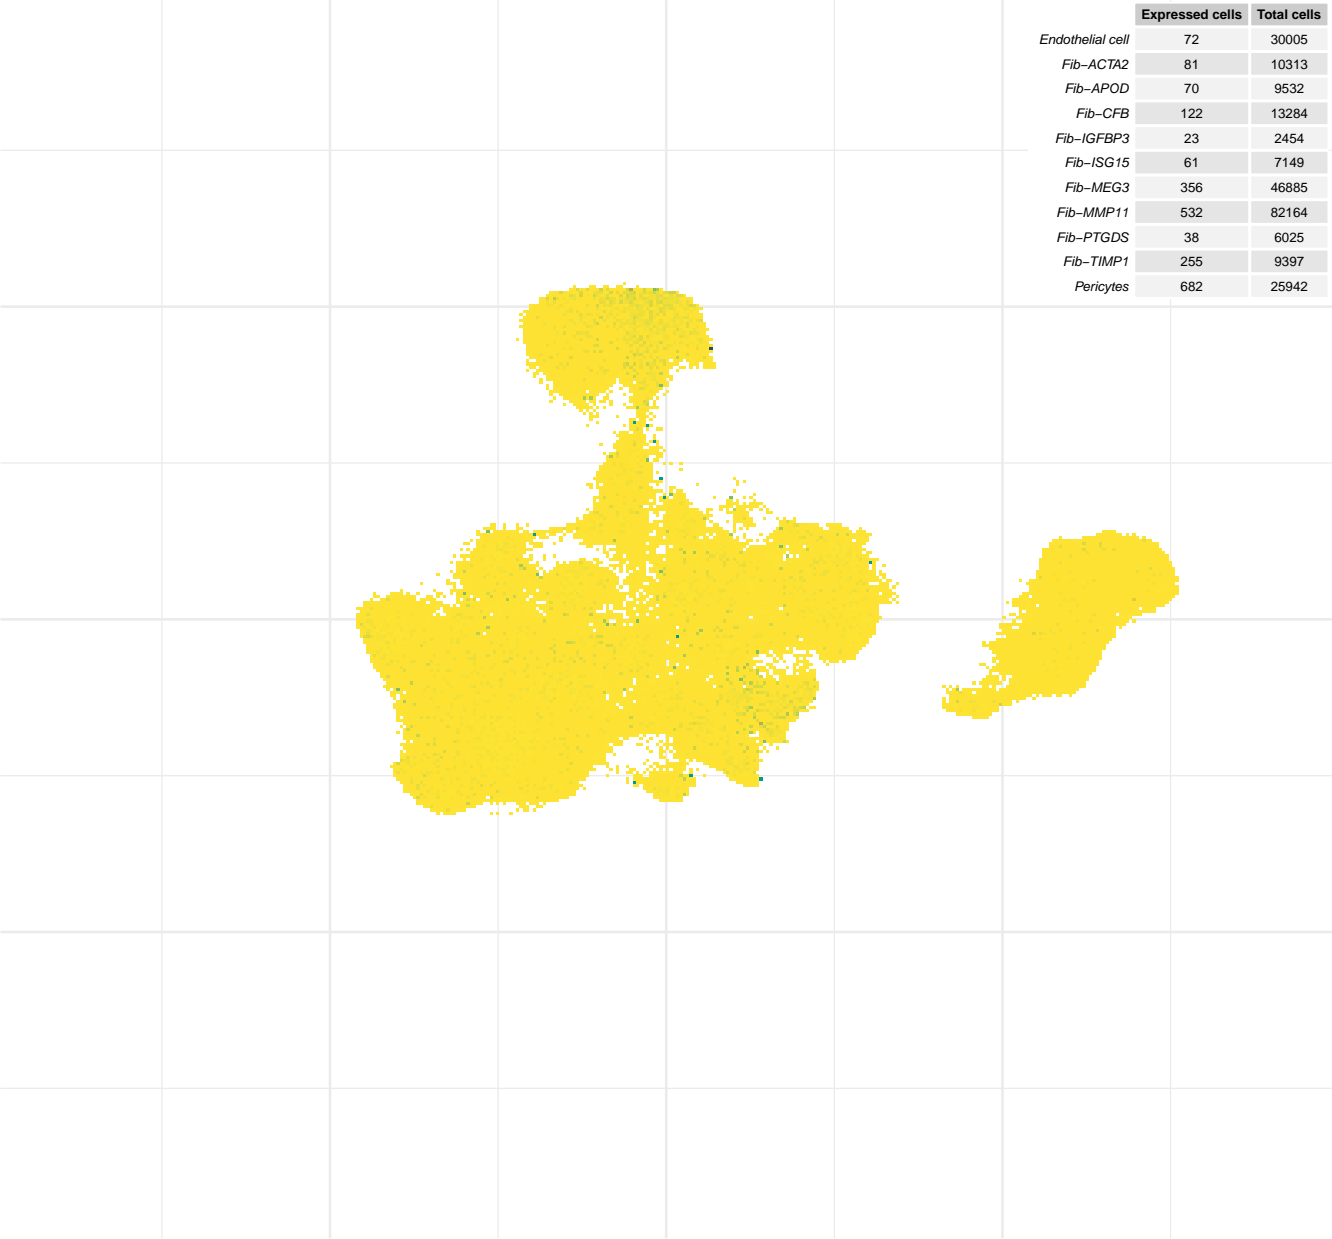 Expressed cells Total cells
Endothelial cell 72 30005
Fib−ACTA2 81 10313
Fib−APOD 70 9532
Fib−CFB 122 13284
Fib−IGFBP3 23 2454
Fib−ISG15 61 7149
Fib−MEG3 356 46885
Fib−MMP11 532 82164
Fib−PTGDS 38 6025
Fib−TIMP1 255 9397
Pericytes 682 25942